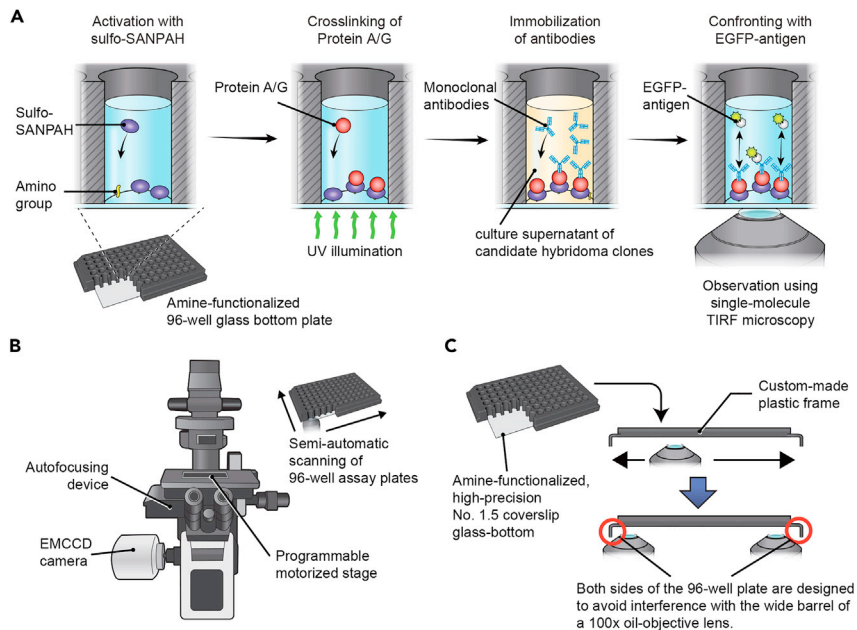 A
Activation with
sulfo-SANPAH
Crosslinking of
Protein A/G
Immobilization
of antibodies
Confronting with
EGFP-antigen
Sulfo-
SANPAH
Amino
group
Protein A/G
Monoclonal
antibodies
EGFP-
antigen
UV illumination
culture supernatant of
candidate hybridoma clones
Amine-functionalized
96-well glass bottom plate
Observation using
single-molecule
TIRF microscopy
B
Semi-automatic
scanning of
96-well assay plates
Autofocusing
device
EMCCD
camera
Programmable
motorized stage
C
Custom-made
plastic frame
Amine-functionalized,
high-precision
No. 1.5 coverslip
glass-bottom
Both sides of the 96-well plate are designed
to avoid interference with the wide barrel of
a 100x oil-objective lens.